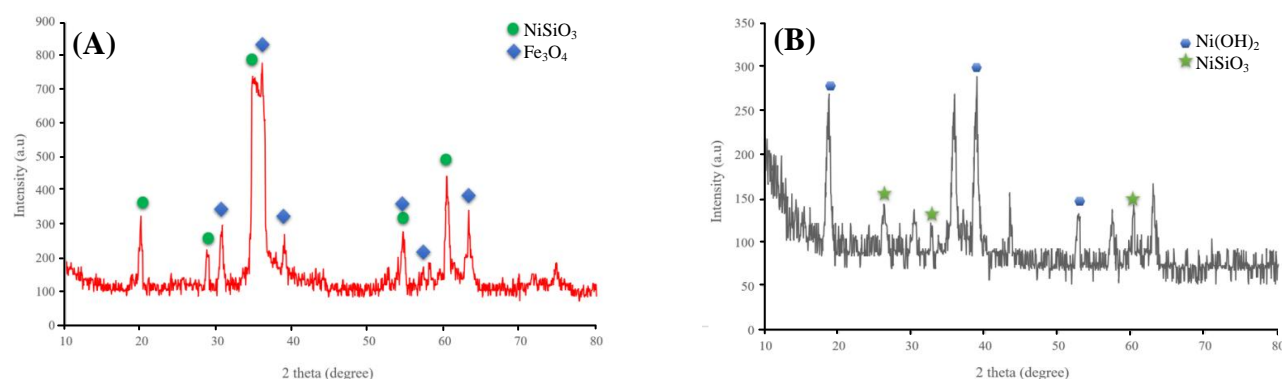 (A)
NiSiO₃
Fe₃O₄
Intensity (a.u)
900
800
700
600
500
400
300
200
100
0
10 20 30 40 50 60 70 80
2 theta (degree)
(B)
Ni(OH)₂
NiSiO₃
Intensity (a.u)
350
300
250
200
150
100
50
0
10 20 30 40 50 60 70 80
2 theta (degree)